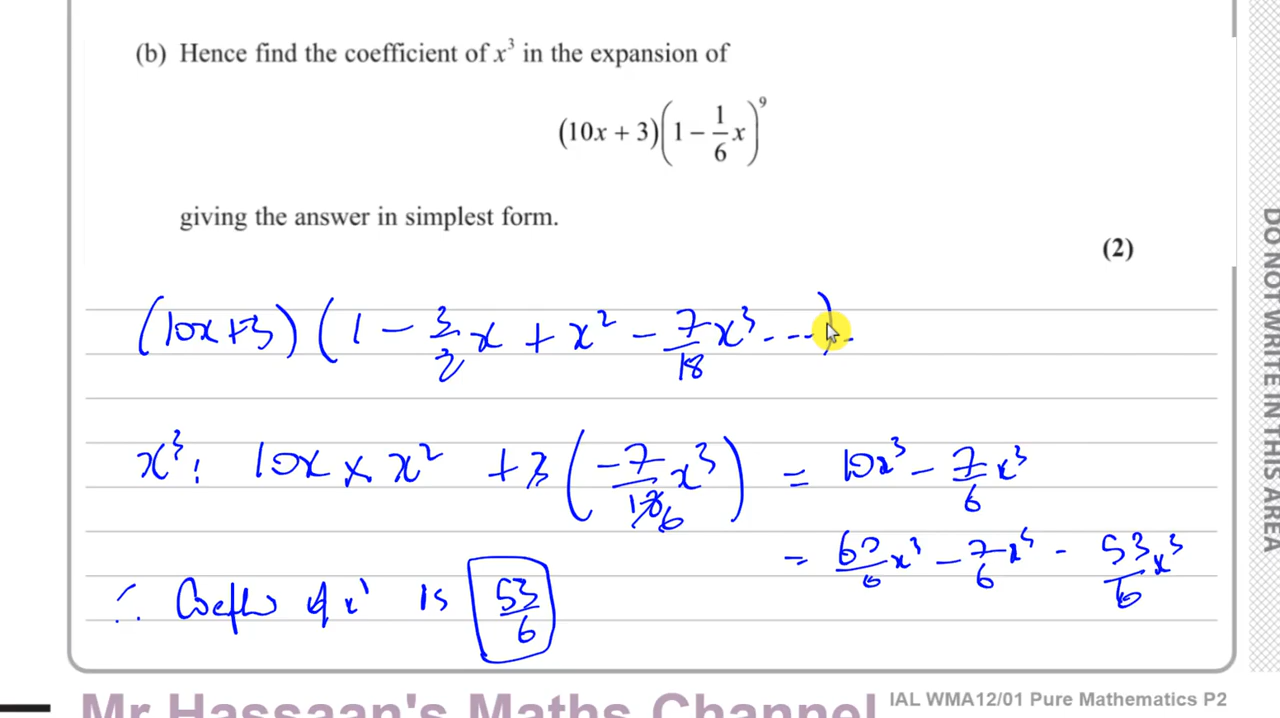 (b) Hence find the coefficient of x³ in the expansion of
(10x + 3)(1 − 1/6 x)⁹
giving the answer in simplest form.
(2)
(10x+3)(1 − 3/2 x + x² − 7/18 x³ ...)
x³: 10x × x² + 3(−7/18 6 x³) = 10x³ − 7/6 x³
= 60/6 x³ − 7/6 x³ = 53/6 x³
∴ of x³ is 53/6
DO NOT WRITE IN THIS AREA
Mr Hassaan's Maths Channel
IAL WMA12/01 Pure Mathematics P2